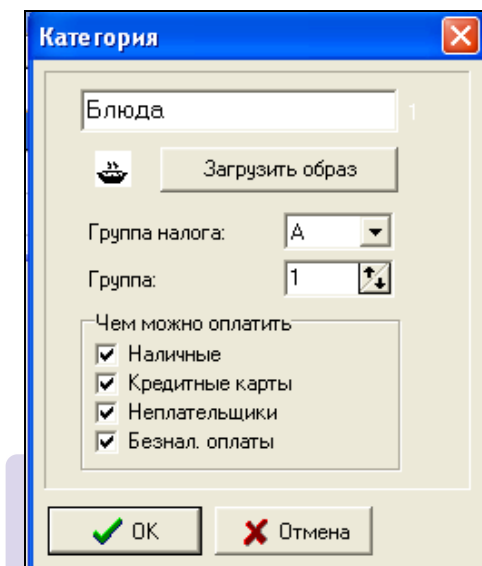 Категория
Блюда 1
Загрузить образ
Группа налога: А
Группа: 1
Чем можно оплатить
Наличные
Кредитные карты
Неплательщики
Безнал. оплаты
OK Отмена